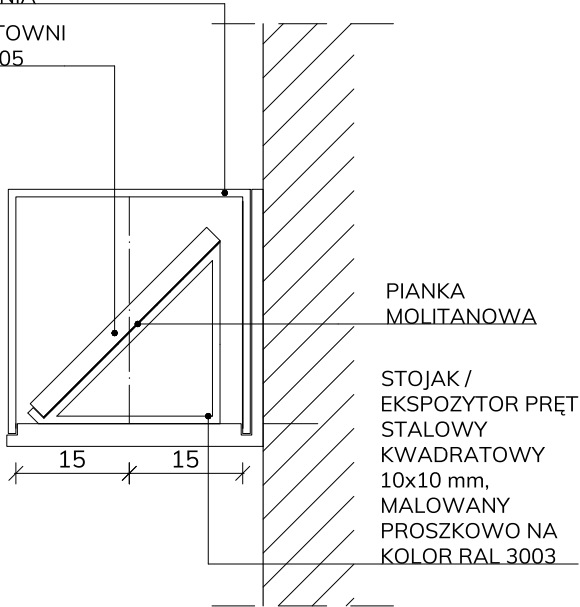 TOWNI
05
PIANKA
MOLITANOWA
STOJAK /
EKSPOZYTOR PRĘT
STALOWY
KWADRATOWY
10x10 mm,
MALOWANY
PROSZKOWO NA
KOLOR RAL 3003
15 15